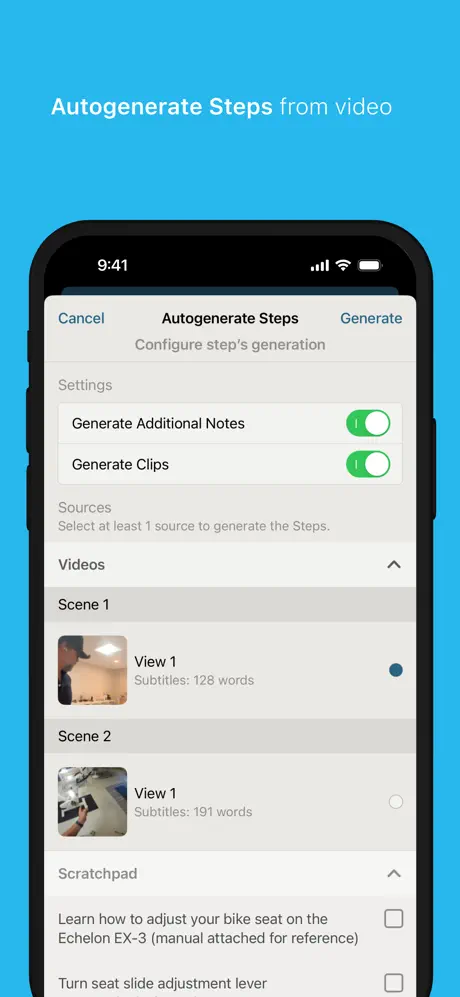 Autogenerate Steps from video
9:41
Cancel
Autogenerate Steps
Generate
Configure step's generation
Settings
Generate Additional Notes
Generate Clips
Sources
Select at least 1 source to generate the Steps.
Videos
Scene 1
View 1
Subtitles: 128 words
Scene 2
View 1
Subtitles: 191 words
Scratchpad
Learn how to adjust your bike seat on the
Echelon EX-3 (manual attached for reference)
Turn seat slide adjustment lever